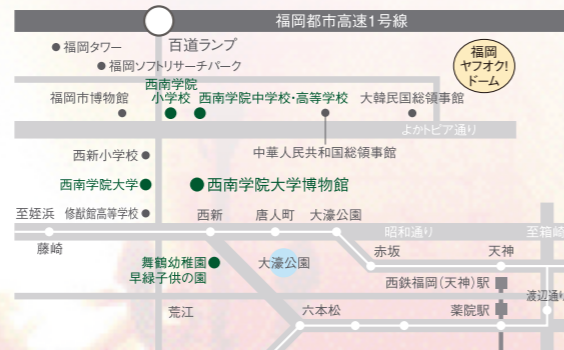 福岡都市高速1号線
福岡タワー
百道ランプ
福岡ソフトリサーチパーク
福岡
ヤフオク!
ドーム
西南学院
小学校
西南学院中学校・高等学校
福岡市博物館
大韓民国総領事館
よかトピア通り
中華人民共和国総領事館
西新小学校
西南学院大学
西南学院大学博物館
至姪浜
修猷館高等学校
西新
唐人町
大濠公園
昭和通り
至箱崎
藤崎
赤坂
天神
舞鶴幼稚園
早緑子供の園
大濠公園
西鉄福岡(天神)駅
渡辺通り
荒江
六本松
薬院駅